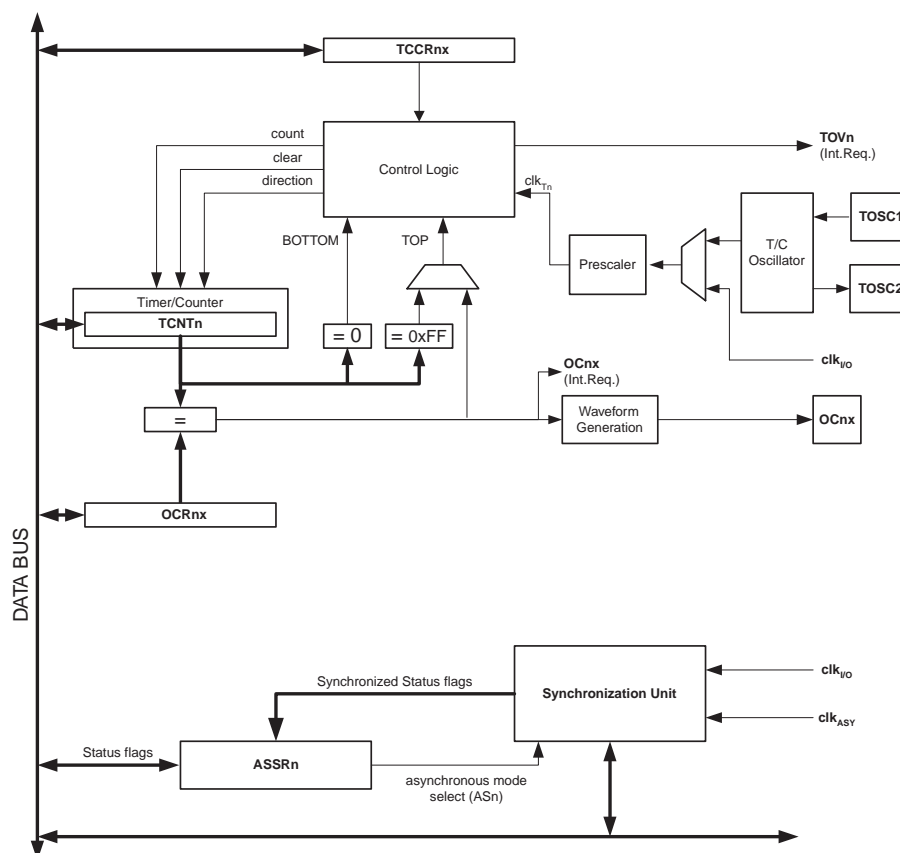 TCCRnx
count
clear
direction
Control Logic
TOVn
(Int.Req.)
clkTn
BOTTOM
TOP
Prescaler
T/C
Oscillator
TOSC1
TOSC2
Timer/Counter
TCNTn
= 0
= 0xFF
clkI/O
OCnx
(Int.Req.)
=
Waveform
Generation
OCnx
OCRnx
DATA BUS
Synchronized Status flags
Synchronization Unit
clkI/O
clkASY
Status flags
ASSRn
asynchronous mode
select (ASn)